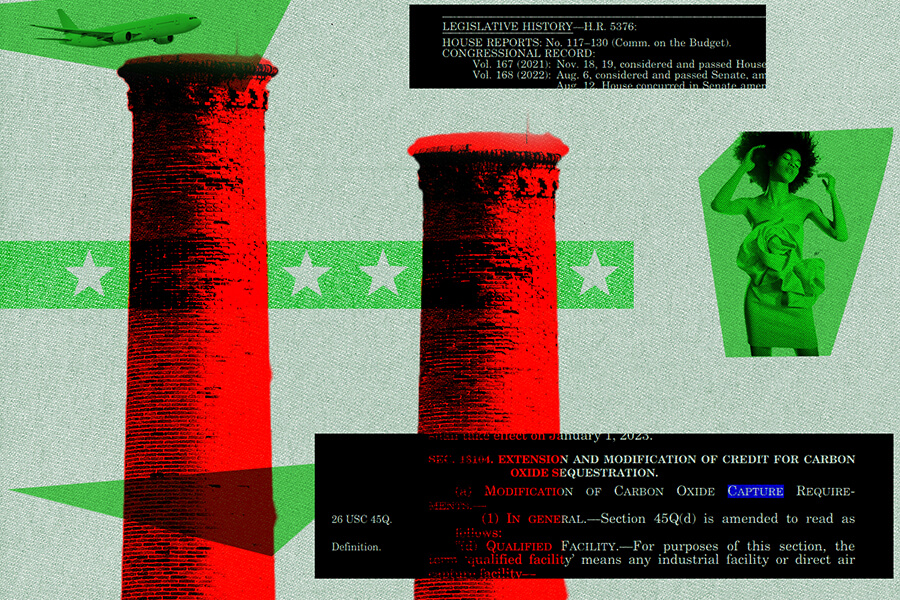 LEGISLATIVE HISTORY—H.R. 5376:
HOUSE REPORTS: No. 117–130 (Comm. on the Budget).
CONGRESSIONAL RECORD:
Vol. 167 (2021): Nov. 18, 19, considered and passed House
Vol. 168 (2022): Aug. 6, considered and passed Senate, am
Aug. 12, House concurred in Senate amen
effect on January 1, 2023.
SEC. 13104. EXTENSION AND MODIFICATION OF CREDIT FOR CARBON
OXIDE SEQUESTRATION.
(a) MODIFICATION OF CARBON OXIDE CAPTURE REQUIRE-
MENTS.—
26 USC 45Q.
(1) IN GENERAL.—Section 45Q(d) is amended to read as
follows:
Definition.
(d) QUALIFIED FACILITY.—For purposes of this section, the
term 'qualified facility' means any industrial facility or direct air
facility—